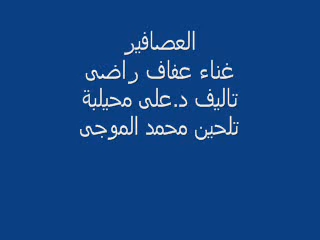 العصافير
غناء عفاف راضى
تاليف د.على محيلبة
تلحين محمد الموجى